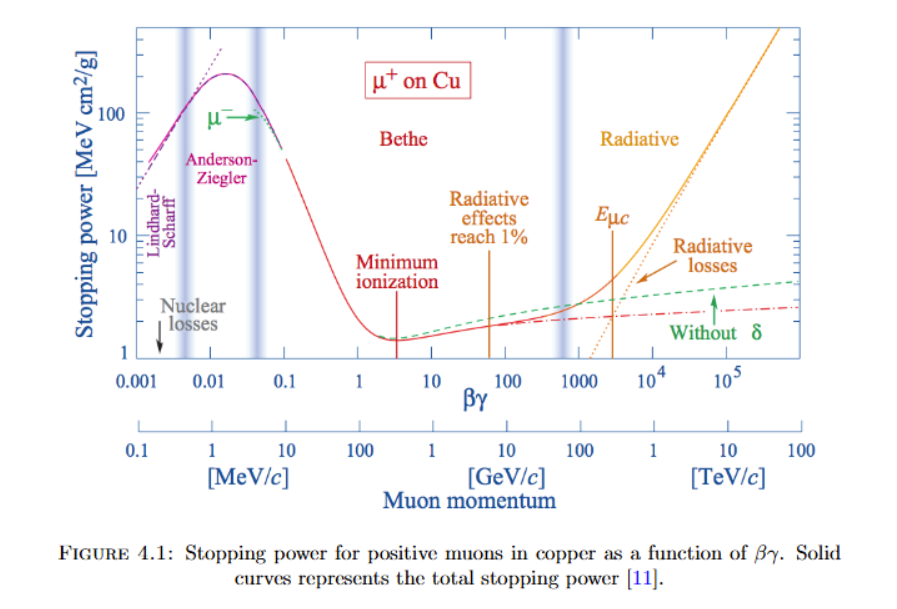 Stopping power [MeV cm²/g]
100
10
1
μ⁺ on Cu
μ⁻
Bethe
Radiative
Anderson-
Ziegler
Lindhard-
Scharff
Radiative
effects
reach 1%
Eμc
Minimum
ionization
Radiative
losses
Nuclear
losses
Without δ
0.001 0.01 0.1 1 10 100 1000 10⁴ 10⁵
βγ
0.1 1 10 100 1 10 100 1 10 100
[MeV/c] [GeV/c] [TeV/c]
Muon momentum
FIGURE 4.1: Stopping power for positive muons in copper as a function of βγ. Solid
curves represents the total stopping power [11].